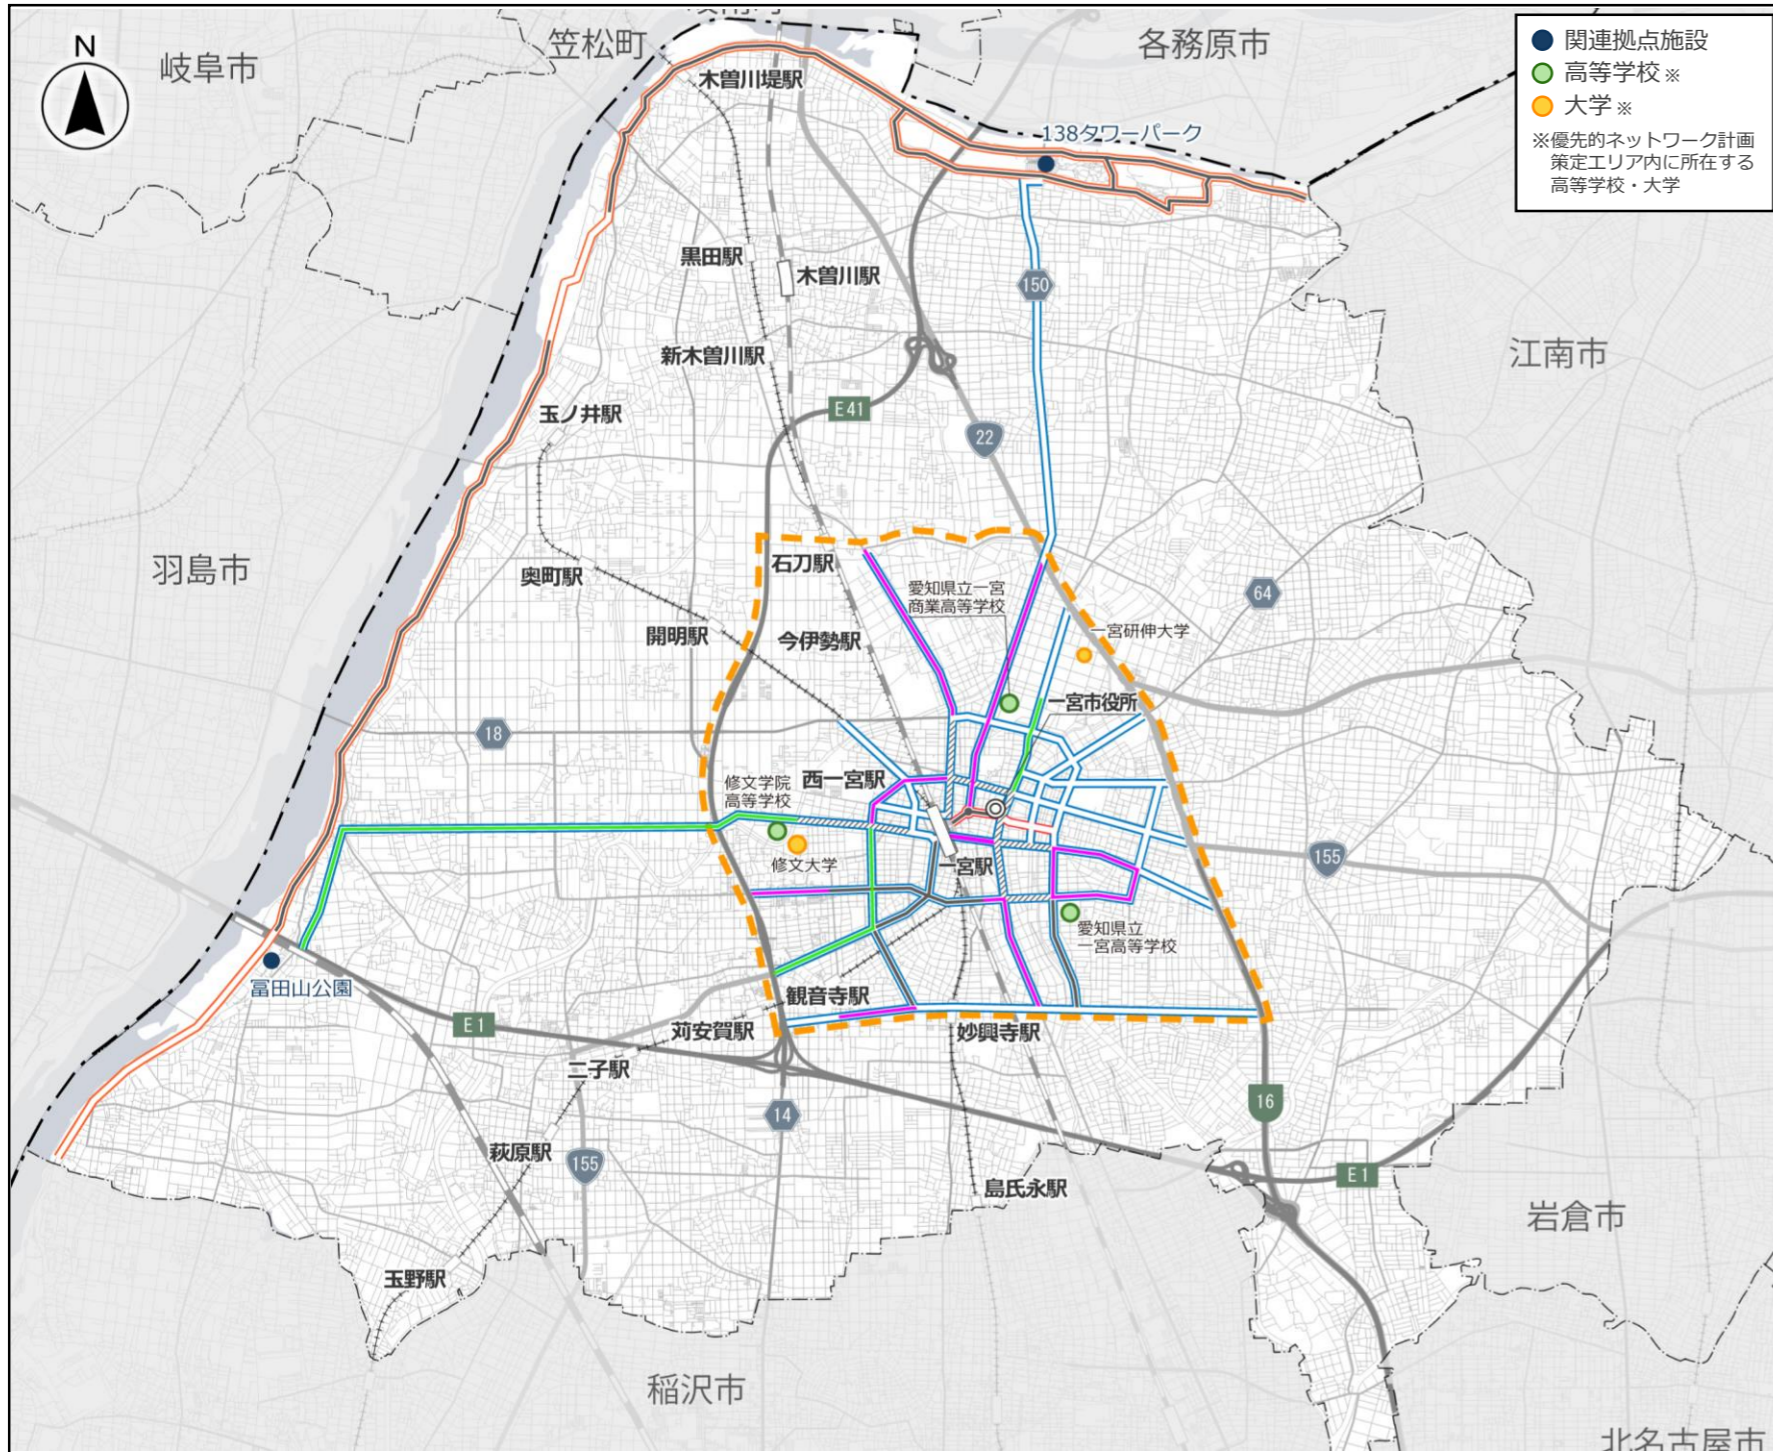 岐南町
笠松町
各務原市
岐阜市
N
関連拠点施設
高等学校※
大学※
※優先的ネットワーク計画
策定エリア内に所在する
高等学校・大学
木曽川堤駅
138タワーパーク
黒田駅
木曽川駅
150
新木曽川駅
江南市
E41
玉ノ井駅
22
羽島市
石刀駅
奥町駅
愛知県立一宮
商業高等学校
64
開明駅
今伊勢駅
一宮研伸大学
一宮市役所
18
西一宮駅
修文学院
高等学校
修文大学
一宮駅
155
愛知県立
一宮高等学校
冨田山公園
観音寺駅
E1
苅安賀駅
妙興寺駅
二子駅
14
16
萩原駅
155
島氏永駅
E1
岩倉市
玉野駅
稲沢市
北名古屋市